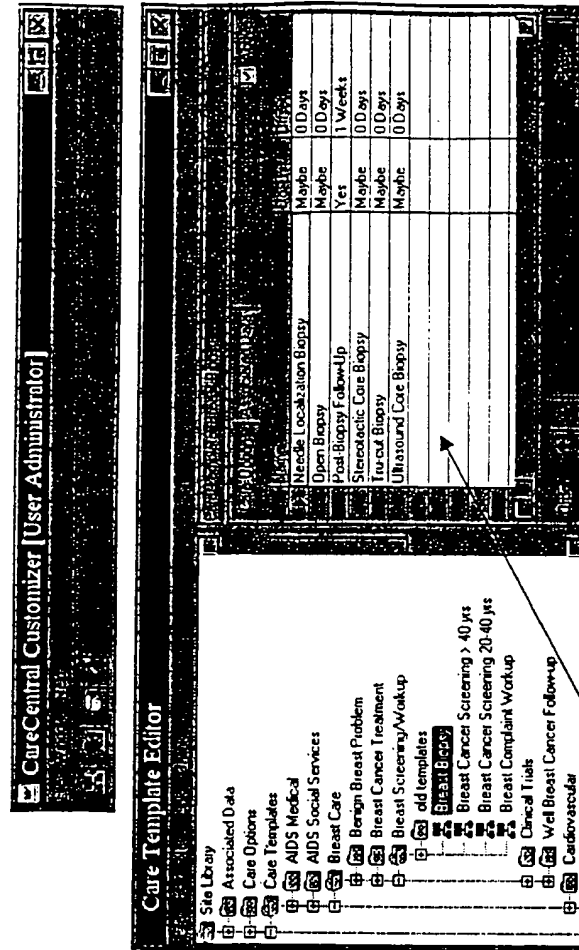 CareCentral Customizer [User Administrator]
Care Template Editor
Site Library
Associated Data
Care Options
Care Templates
AIDS Medical
AIDS Social Services
Breast Care
Benign Breast Problem
Breast Cancer Treatment
Breast Screening/Workup
old templates
Breast Biopsy
Breast Cancer Screening > 40 yrs
Breast Cancer Screening 20-40 yrs
Breast Complaint Workup
Clinical Trials
Well Breast Cancer Follow-up
Cardiovascular
Needle Localization Biopsy Maybe 0 Days
Open Biopsy Maybe 0 Days
Post-Biopsy Follow-Up Yes 1 Weeks
Stereotactic Core Biopsy Maybe 0 Days
Tru-cut Biopsy Maybe 0 Days
Ultrasound Core Biopsy Maybe 0 Days